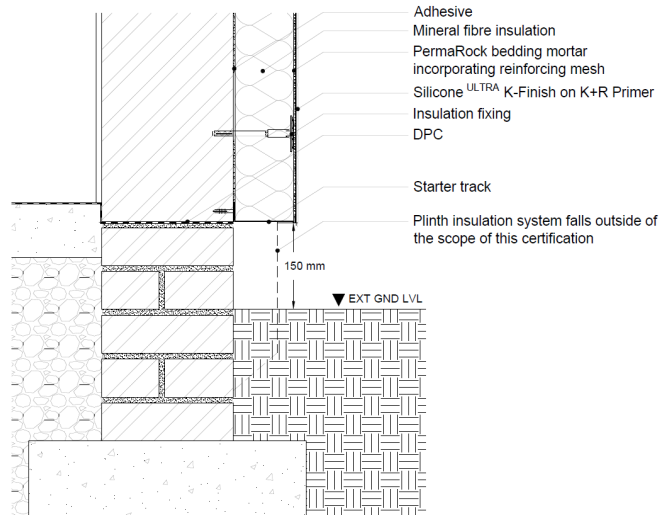 Adhesive
Mineral fibre insulation
PermaRock bedding mortar
incorporating reinforcing mesh
Silicone ULTRA K-Finish on K+R Primer
Insulation fixing
DPC
Starter track
Plinth insulation system falls outside of
the scope of this certification
150 mm
EXT GND LVL